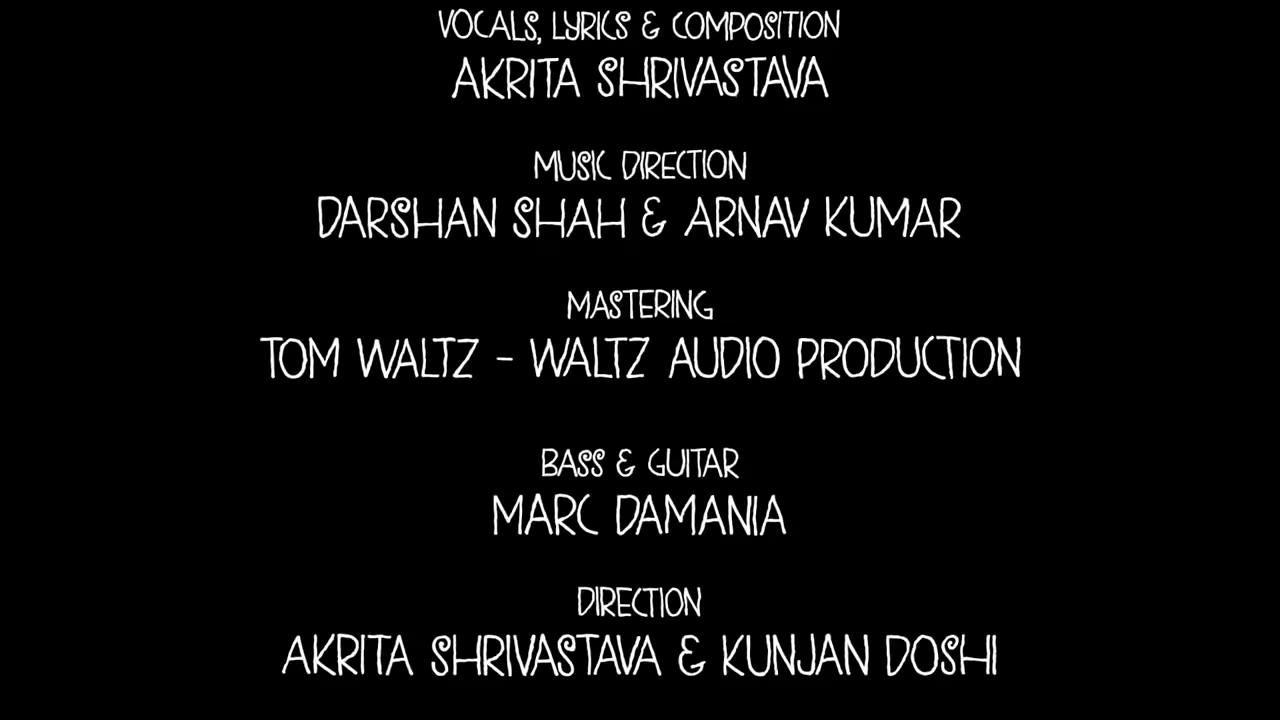 VOCALS, LYRICS & COMPOSITION
AKRITA SHRIVASTAVA
MUSIC DIRECTION
DARSHAN SHAH & ARNAV KUMAR
MASTERING
TOM WALTZ - WALTZ AUDIO PRODUCTION
BASS & GUITAR
MARC DAMANIA
DIRECTION
AKRITA SHRIVASTAVA & KUNJAN DOSHI